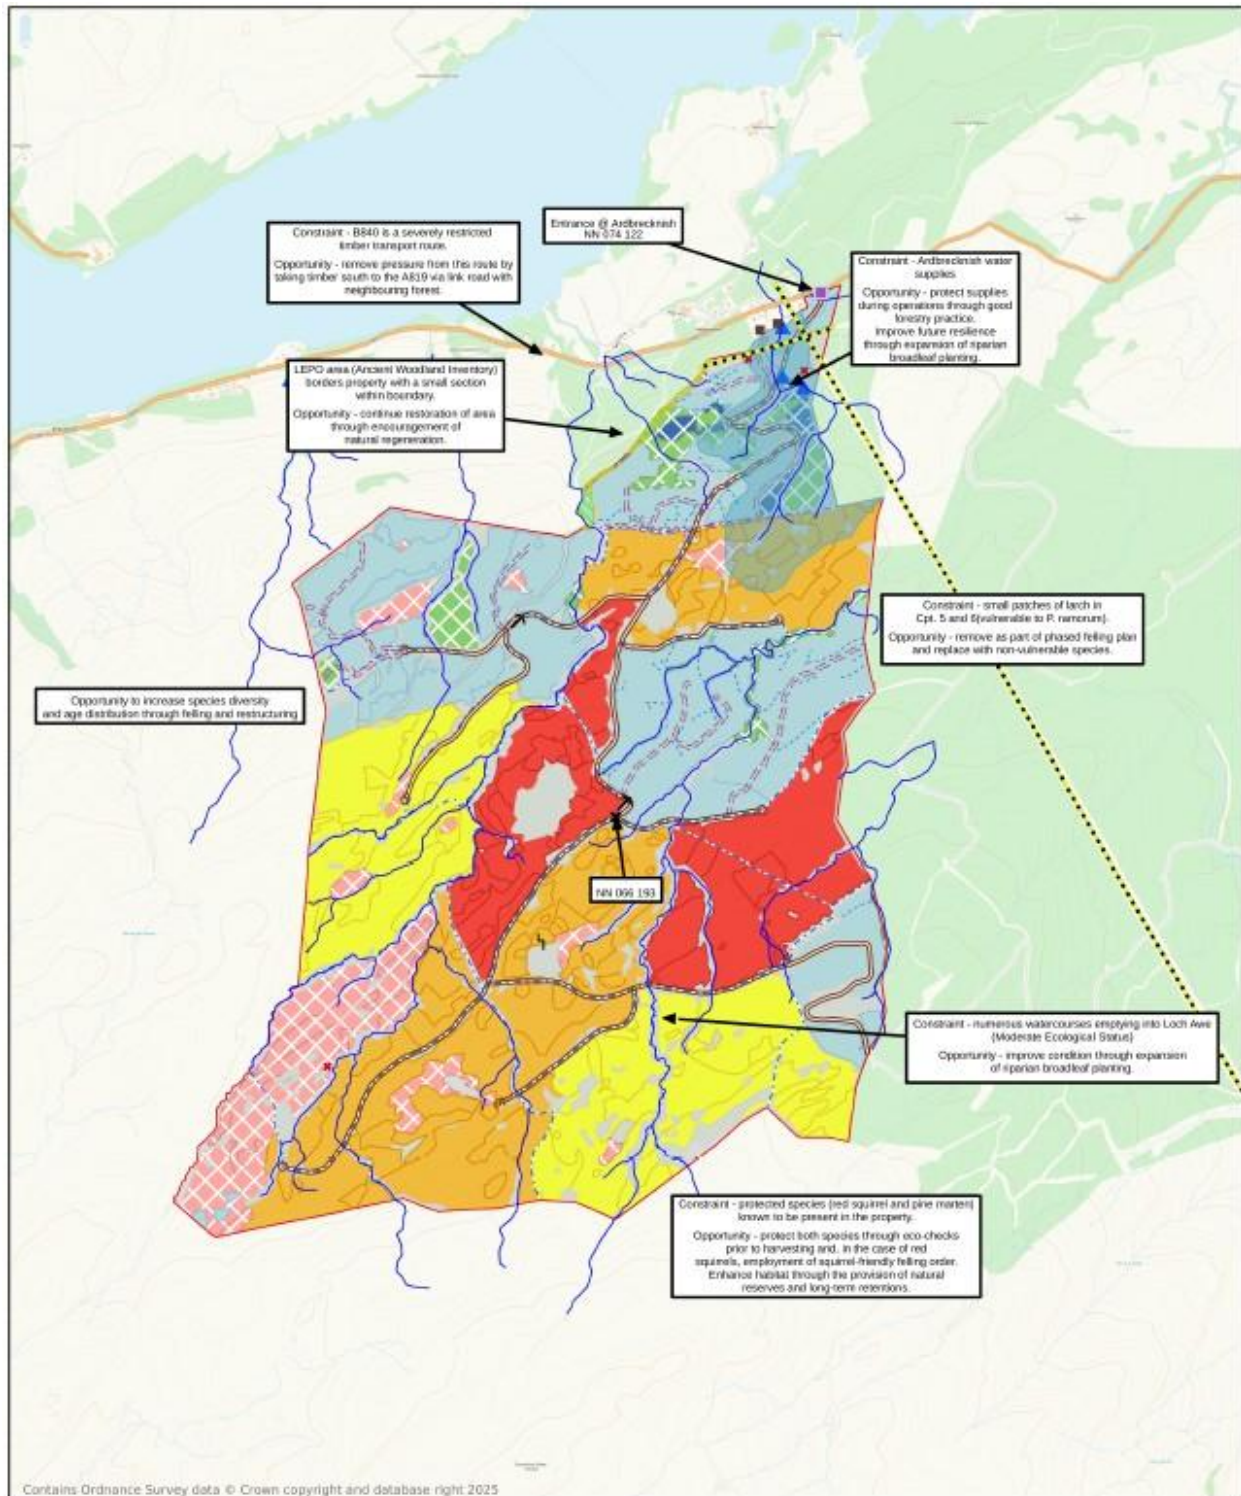 Entrance @ Ardbrecknish
NN 074 122
Constraint - B840 is a severely restricted
timber transport route.
Opportunity - remove pressure from this route by
taking timber south to the A819 via link road with
neighbouring forest.
Constraint - Ardbrecknish water
supplies
Opportunity - protect supplies
during operations through good
forestry practice.
Improve future resilience
through expansion of riparian
broadleaf planting.
LEPO area (Ancient Woodland Inventory)
borders property with a small section
within boundary.
Opportunity - continue restoration of area
through encouragement of
natural regeneration.
Constraint - small patches of larch in
Cpt. 5 and 6(vulnerable to P. ramorum).
Opportunity - remove as part of phased felling plan
and replace with non-vulnerable species.
Opportunity to increase species diversity
and age distribution through felling and restructuring
NN 066 193
Constraint - numerous watercourses emptying into Loch Awe
(Moderate Ecological Status)
Opportunity - improve condition through expansion
of riparian broadleaf planting.
Constraint - protected species (red squirrel and pine marten)
known to be present in the property.
Opportunity - protect both species through eco-checks
prior to harvesting and, in the case of red
squirrels, employment of squirrel-friendly felling order.
Enhance habitat through the provision of natural
reserves and long-term retentions.
Contains Ordnance Survey data © Crown copyright and database right 2025